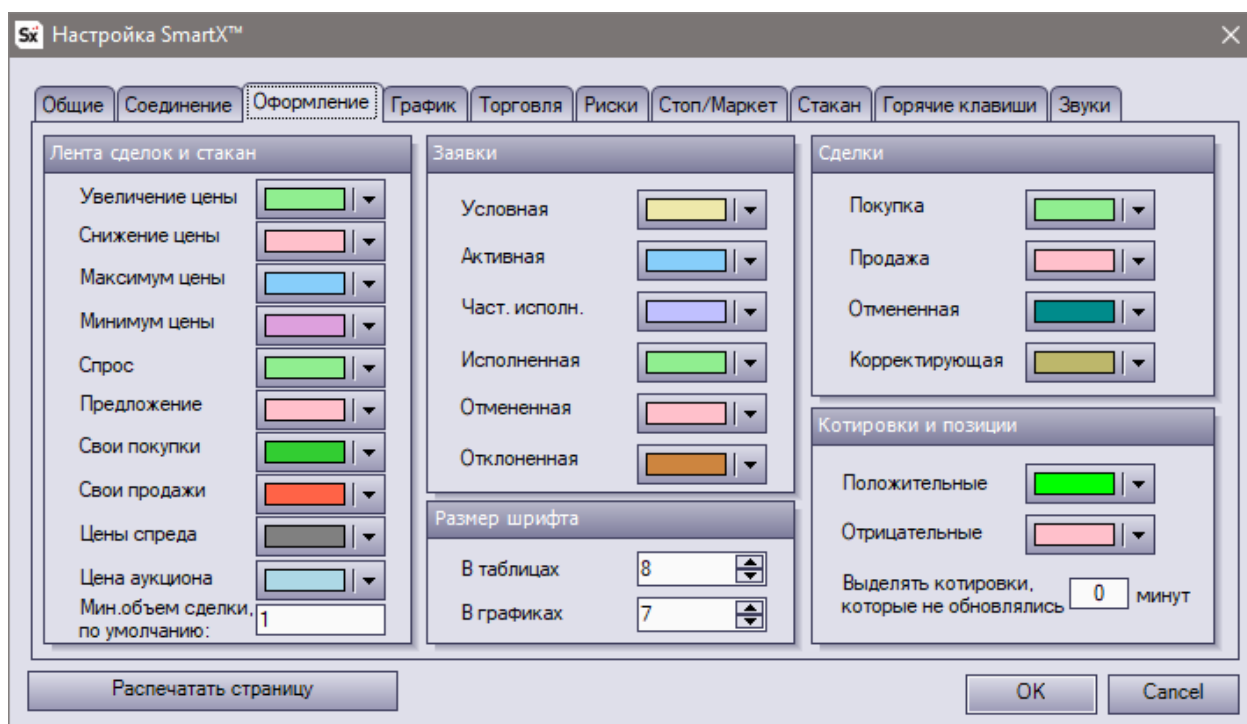 Sx Настройка SmartX™
Общие Соединение Оформление График Торговля Риски Стоп/Маркет Стакан Горячие клавиши Звуки
Лента сделок и стакан
Увеличение цены
Снижение цены
Максимум цены
Минимум цены
Спрос
Предложение
Свои покупки
Свои продажи
Цены спреда
Цена аукциона
Мин.объем сделки,
по умолчанию: 1
Заявки
Условная
Активная
Част. исполн.
Исполненная
Отмененная
Отклоненная
Размер шрифта
В таблицах 8
В графиках 7
Сделки
Покупка
Продажа
Отмененная
Корректирующая
Котировки и позиции
Положительные
Отрицательные
Выделять котировки,
которые не обновлялись 0 минут
Распечатать страницу
OK Cancel